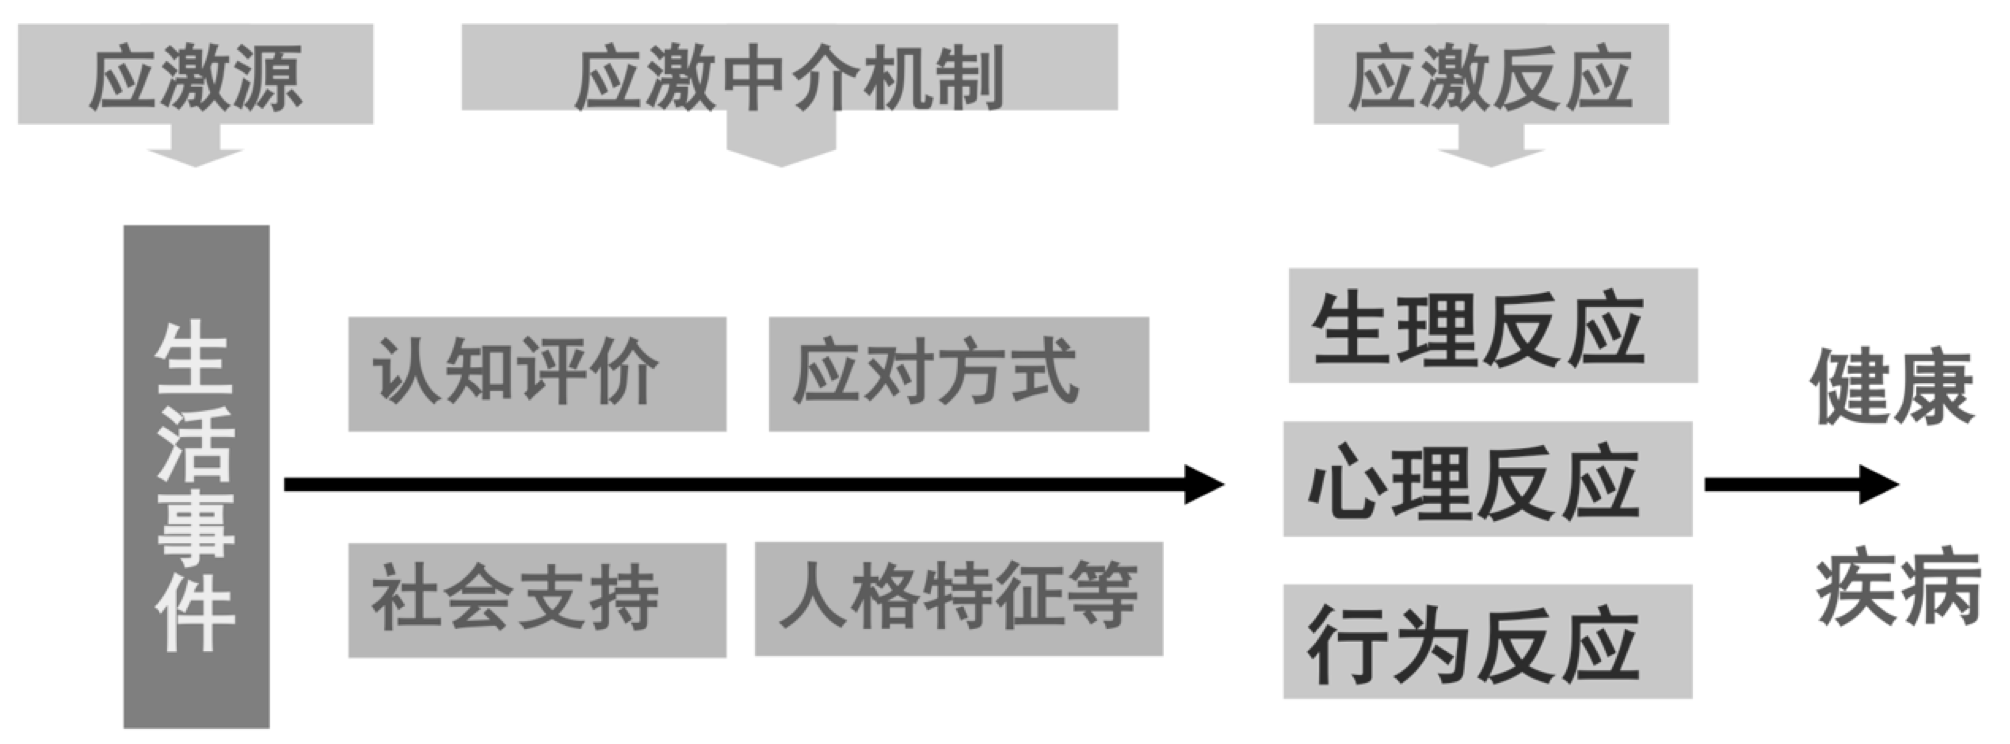 应激源
应激中介机制
应激反应
生活事件
认知评价
应对方式
社会支持
人格特征等
生理反应
心理反应
行为反应
健康
疾病